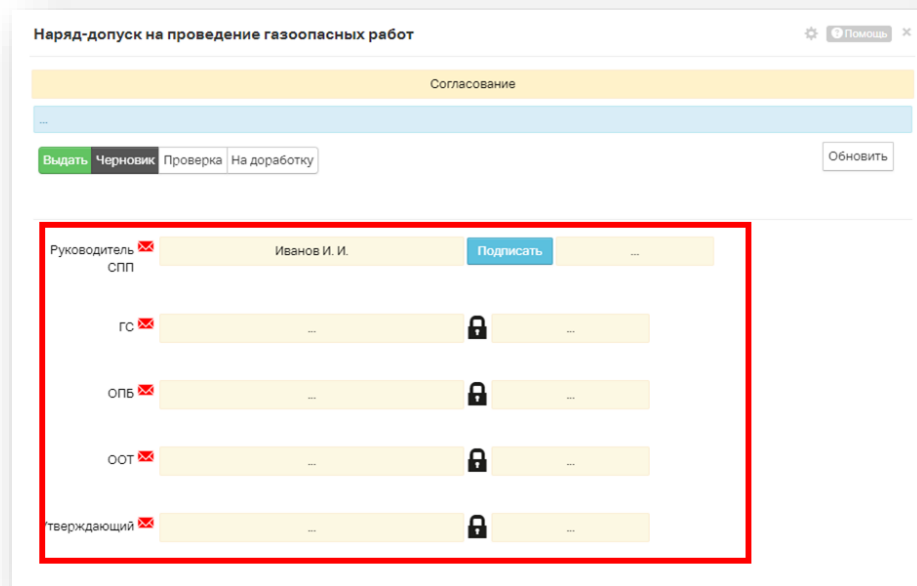 Наряд-допуск на проведение газоопасных работ
Помощь
Согласование
...
Выдать Черновик Проверка На доработку
Обновить
Руководитель СПП
Иванов И. И.
Подписать
...
ГС
...
...
ОПБ
...
...
ООТ
...
...
Утверждающий
...
...